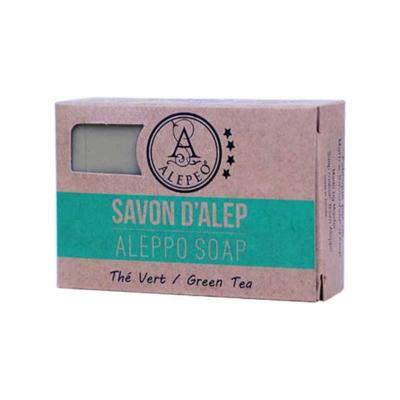 A
ALEPEO
SAVON D'ALEP
ALEPPO SOAP
Thé Vert / Green Tea